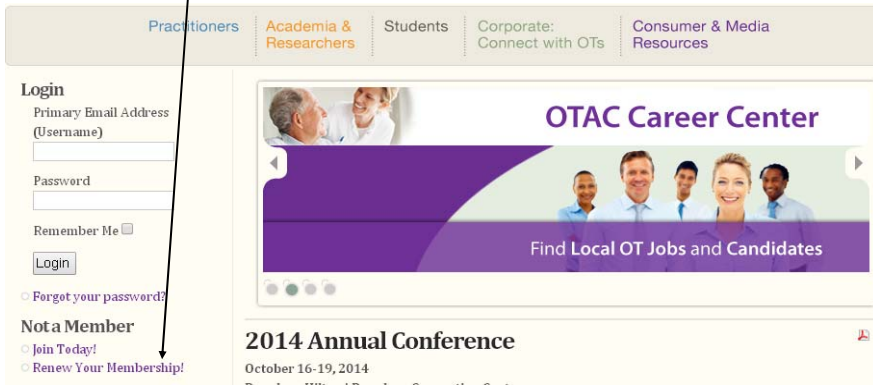 Practitioners
Academia &
Researchers
Students
Corporate:
Connect with OTs
Consumer & Media
Resources
Login
Primary Email Address
(Username)
Password
Remember Me
Login
Forgot your password?
Not a Member
Join Today!
Renew Your Membership!
OTAC Career Center
Find Local OT Jobs and Candidates
2014 Annual Conference
October 16-19, 2014